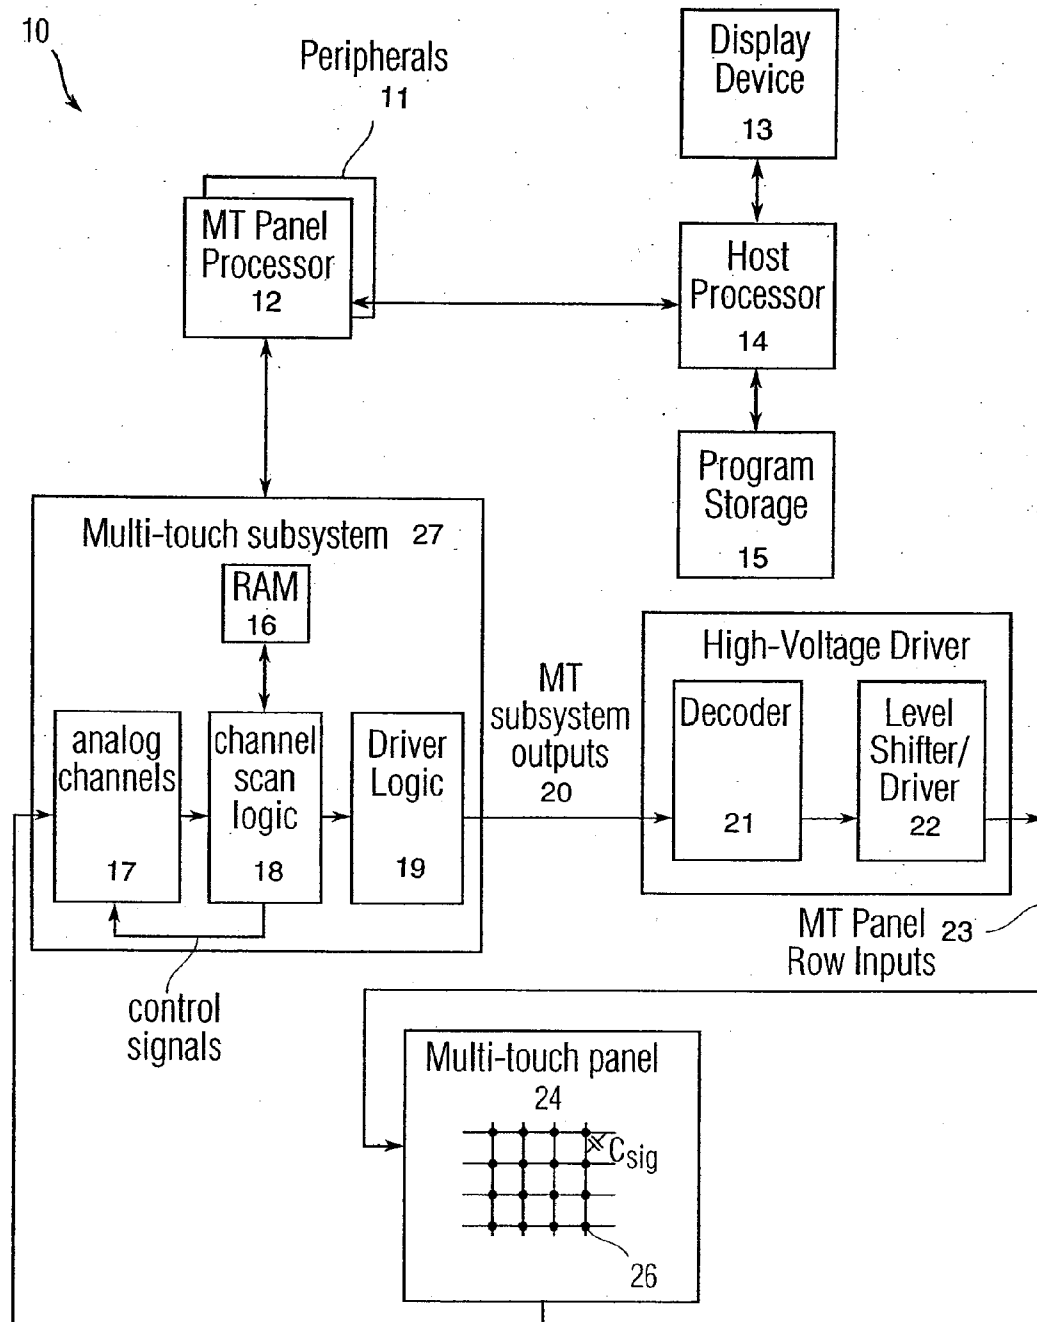 10
Peripherals
11
Display
Device
13
MT Panel
Processor
12
Host
Processor
14
Program
Storage
15
Multi-touch subsystem 27
RAM
16
analog
channels
17
channel
scan
logic
18
Driver
Logic
19
control
signals
MT
subsystem
outputs
20
High-Voltage Driver
Decoder
21
Level
Shifter/
Driver
22
MT Panel 23
Row Inputs
Multi-touch panel
24
Csig
26